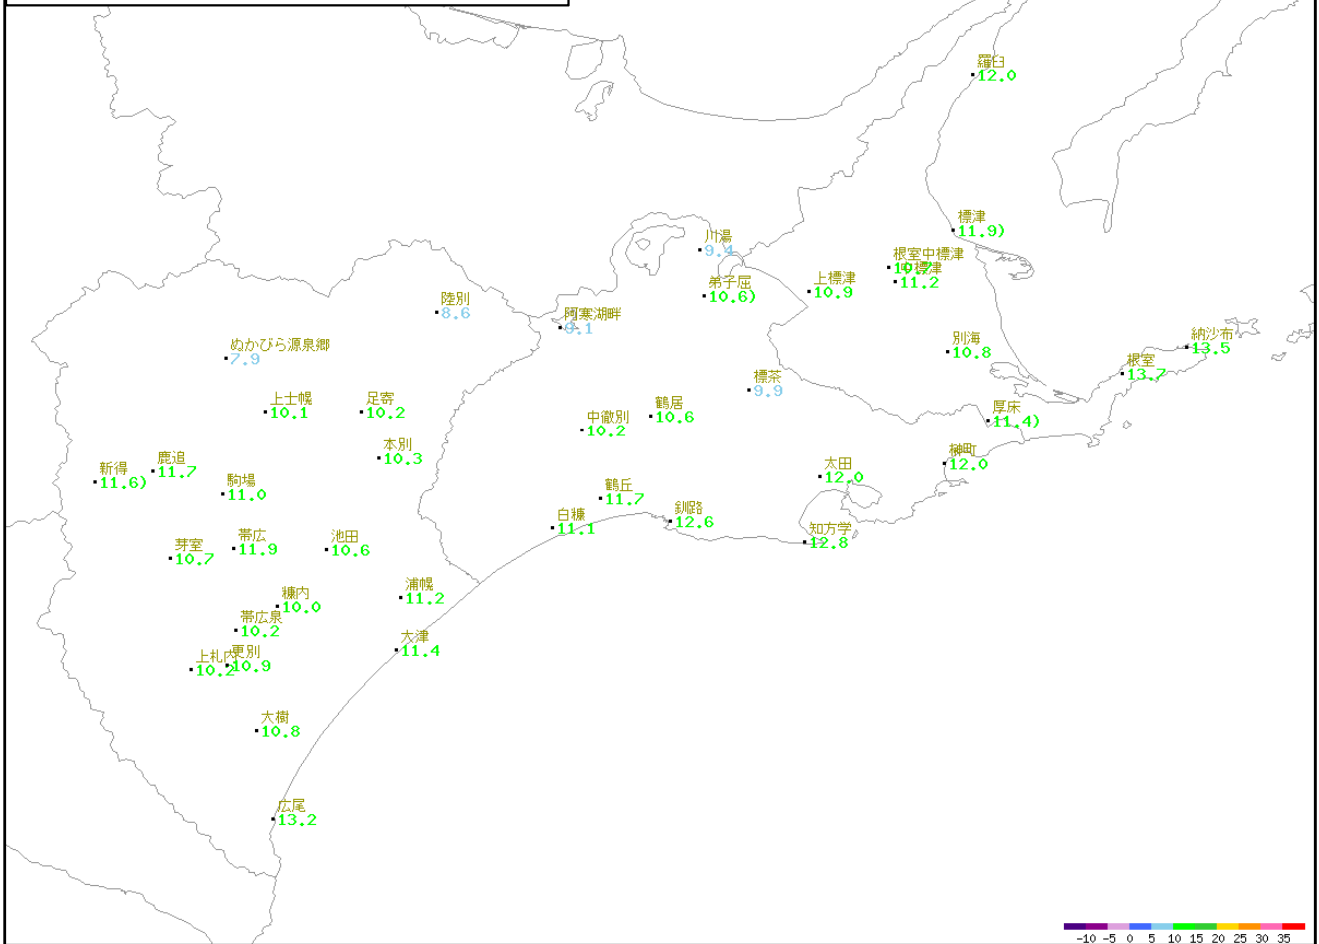 羅臼
12.0
標津
11.9)
川湯
9.4
根室中標津
中標津
11.2
弟子屈
10.6)
上標津
10.9
陸別
8.6
阿寒湖畔
9.1
ぬかびら源泉郷
7.9
別海
10.8
納沙布
13.5
根室
13.7
標茶
9.9
上士幌
10.1
足寄
10.2
鶴居
10.6
中徹別
10.2
厚床
11.4)
本別
10.3
榊町
12.0
鹿追
11.7
新得
11.6)
太田
12.0
駒場
11.0
鶴丘
11.7
白糠
11.1
釧路
12.6
知方学
12.8
帯広
11.9
池田
10.6
芽室
10.7
浦幌
11.2
糠内
10.0
帯広泉
10.2
大津
11.4
上札内
10.2
更別
10.9
大樹
10.8
広尾
13.2
-10 -5 0 5 10 15 20 25 30 35